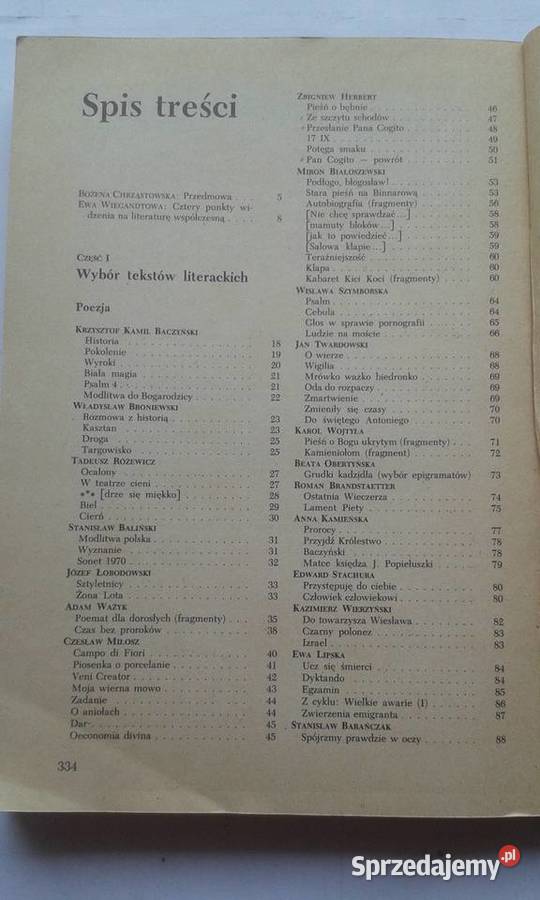 Spis treści
BOŻENA CHRZĄSTOWSKA: Przedmowa 5
EWA WIEGANDTOWA: Cztery punkty wi-
dzenia na literaturę współczesną 8
CZĘŚĆ I
Wybór tekstów literackich
Poezja
KRZYSZTOF KAMIL BACZYŃSKI
Historia 18
Pokolenie 19
Wyroki 20
Biała magia 21
Psalm 4 21
Modlitwa do Bogarodzicy 22
WŁADYSŁAW BRONIEWSKI
Rozmowa z historią 23
Kasztan 23
Droga 25
Targowisko 25
TADEUSZ RÓŻEWICZ
Ocalony 27
W teatrze cieni 27
*** [drze się miękko] 28
Biel 29
Cierń 30
STANISŁAW BALIŃSKI
Modlitwa polska 31
Wyznanie 31
Sonet 1970 32
JÓZEF ŁOBODOWSKI
Sztyletnicy 33
Żona Lota 33
ADAM WAŻYK
Poemat dla dorosłych (fragmenty) 35
Czas bez proroków 38
CZESŁAW MIŁOSZ
Campo di Fiori 40
Piosenka o porcelanie 41
Veni Creator 42
Moja wierna mowo 43
Zadanie 44
O aniołach 44
Dar 45
Oeconomia divina 45
334
ZBIGNIEW HERBERT
Pieśń o bębnie 46
Ze szczytu schodów 47
Przesłanie Pana Cogito 48
17 IX 49
Potęga smaku 50
Pan Cogito — powrót 51
MIRON BIAŁOSZEWSKI
Podłogo, błogosław! 53
Stara pieśń na Binnarową 53
Autobiografia (fragmenty) 56
[Nie chcę sprawdzać...] 58
[mamuty bloków...] 58
[jak to powiedzieć...] 59
[Salowa kłapie...] 59
Teraźniejszość 60
Klapa 60
Kabaret Kici Koci (fragmenty) 60
WISŁAWA SZYMBORSKA
Psalm 64
Cebula 64
Głos w sprawie pornografii 65
Ludzie na moście 66
JAN TWARDOWSKI
O wierze 68
Wigilia 68
Mrówko ważko biedronko 69
Oda do rozpaczy 69
Zmartwienie 70
Zmieniły się czasy 70
Do świętego Antoniego 70
KAROL WOJTYŁA
Pieśń o Bogu ukrytym (fragmenty) 71
Kamieniołom (fragment) 72
BEATA OBERTYŃSKA
Grudki kadzidła (wybór epigramatów) 73
ROMAN BRANDSTAETTER
Ostatnia Wieczerza 74
Lament Piety 75
ANNA KAMIEŃSKA
Prorocy 77
Przyjdź Królestwo 78
Baczyński 78
Matce księdza J. Popiełuszki 79
EDWARD STACHURA
Przystępuję do ciebie 80
Człowiek człowiekowi 80
KAZIMIERZ WIERZYŃSKI
Do towarzysza Wiesława 82
Czarny polonez 83
Izrael 83
EWA LIPSKA
Ucz się śmierci 84
Dyktando 84
Egzamin 85
Z cyklu: Wielkie awarie (I) 86
Zwierzenia emigranta 87
STANISŁAW BARAŃCZAK
Spójrzmy prawdzie w oczy 88
Sprzedajemy.pl